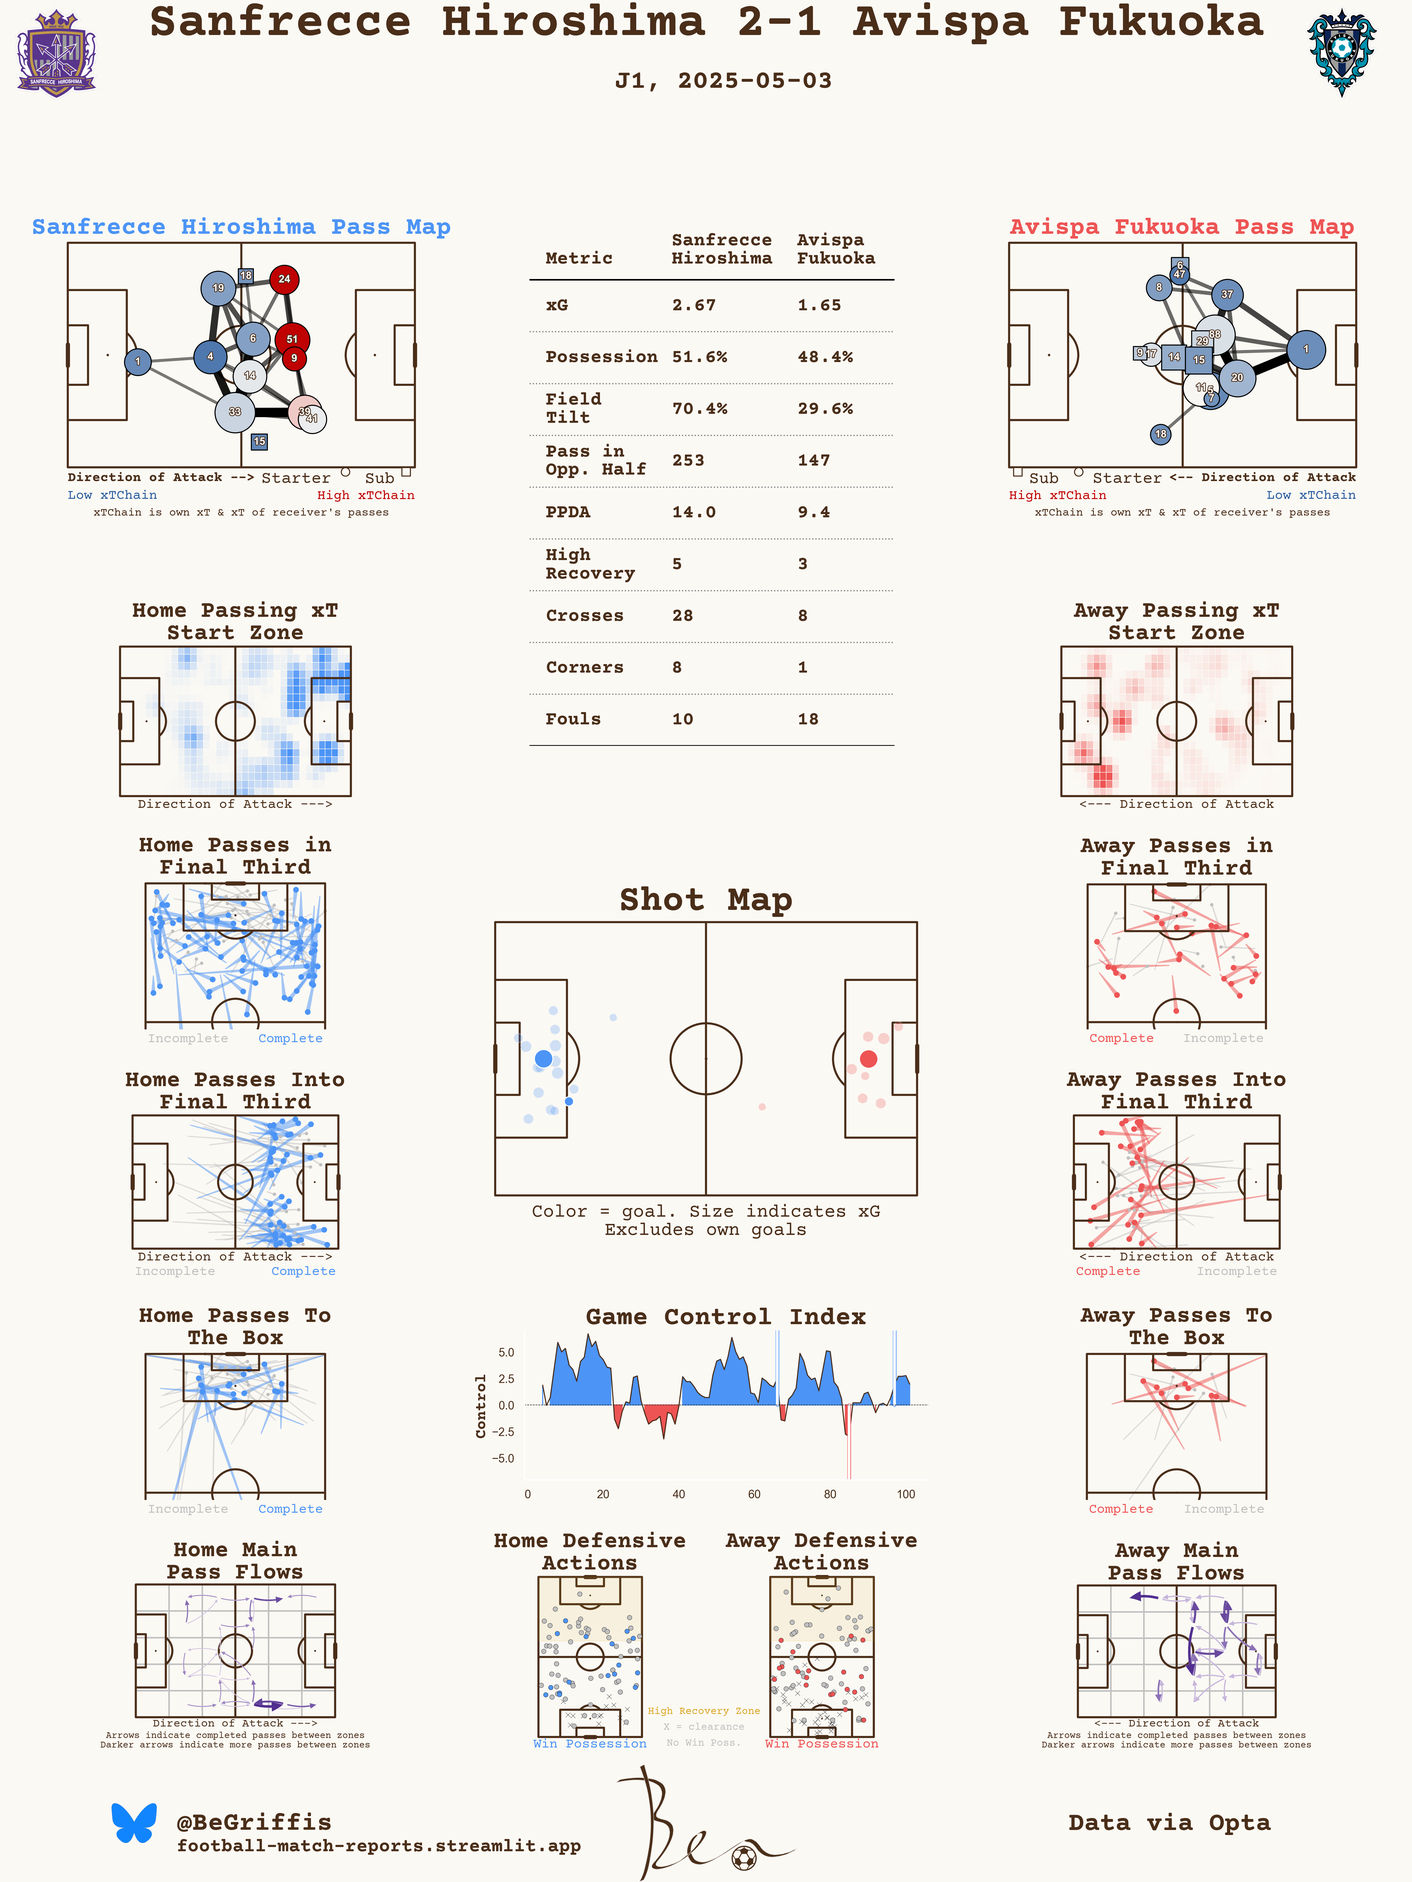 Sanfrecce Hiroshima 2-1 Avispa Fukuoka
J1, 2025-05-03
SANFRECCE HIROSHIMA
Sanfrecce Hiroshima Pass Map
18
24
19
6
51
4
9
1
14
33
39
41
15
Direction of Attack --> Starter Sub
Low xTChain High xTChain
xTChain is own xT & xT of receiver's passes
Metric Sanfrecce Hiroshima Avispa Fukuoka
xG 2.67 1.65
Possession 51.6% 48.4%
Field Tilt 70.4% 29.6%
Pass in Opp. Half 253 147
PPDA 14.0 9.4
High Recovery 5 3
Crosses 28 8
Corners 8 1
Fouls 10 18
Avispa Fukuoka Pass Map
6
47
8
37
88
29
9
17
14
15
1
20
11
5
7
18
Sub Starter <-- Direction of Attack
High xTChain Low xTChain
xTChain is own xT & xT of receiver's passes
Home Passing xT
Start Zone
Direction of Attack --->
Away Passing xT
Start Zone
<--- Direction of Attack
Home Passes in
Final Third
Incomplete Complete
Away Passes in
Final Third
Complete Incomplete
Shot Map
Color = goal. Size indicates xG
Excludes own goals
Home Passes Into
Final Third
Direction of Attack --->
Incomplete Complete
Away Passes Into
Final Third
<--- Direction of Attack
Complete Incomplete
Home Passes To
The Box
Incomplete Complete
Game Control Index
Control
5.0
2.5
0.0
−2.5
−5.0
0 20 40 60 80 100
Away Passes To
The Box
Complete Incomplete
Home Main
Pass Flows
Direction of Attack --->
Arrows indicate completed passes between zones
Darker arrows indicate more passes between zones
Home Defensive
Actions
Win Possession
Away Defensive
Actions
Win Possession
High Recovery Zone
X = clearance
No Win Poss.
Away Main
Pass Flows
<--- Direction of Attack
Arrows indicate completed passes between zones
Darker arrows indicate more passes between zones
@BeGriffis
football-match-reports.streamlit.app
Ben
Data via Opta